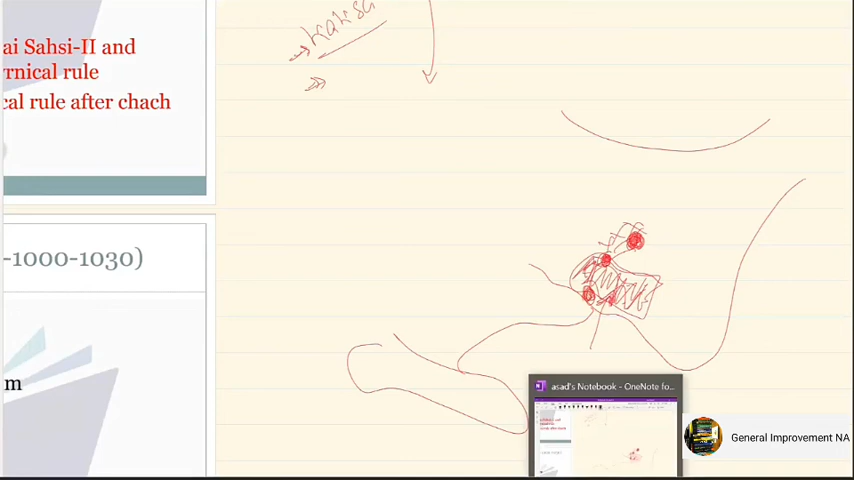 ai Sahsi-II and
rnical rule
cal rule after chach
-1000-1030)
m
asad's Notebook - OneNote fo...
General Improvement NA